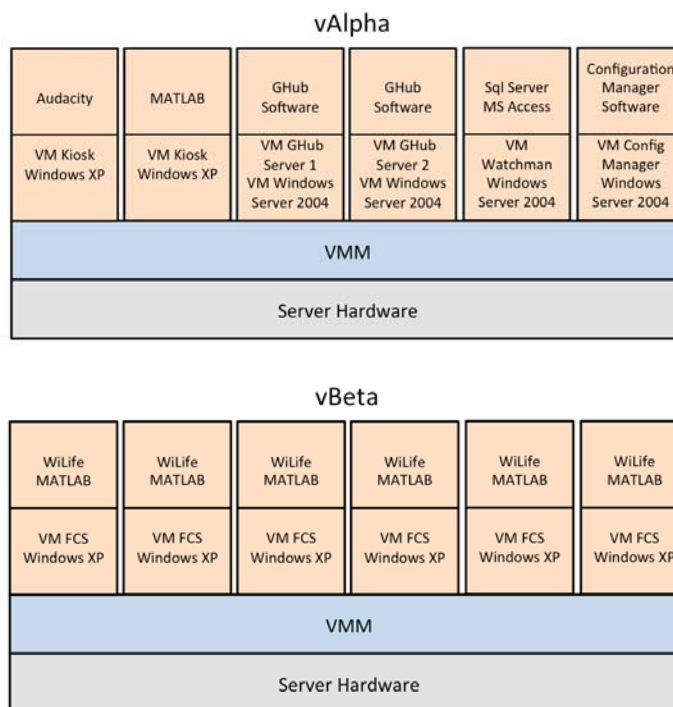 vAlpha
Audacity
MATLAB
GHub
Software
GHub
Software
Sql Server
MS Access
Configuration
Manager
Software
VM Kiosk
Windows XP
VM Kiosk
Windows XP
VM GHub
Server 1
VM Windows
Server 2004
VM GHub
Server 2
VM Windows
Server 2004
VM
Watchman
Windows
Server 2004
VM Config
Manager
Windows
Server 2004
VMM
Server Hardware
vBeta
WiLife
MATLAB
WiLife
MATLAB
WiLife
MATLAB
WiLife
MATLAB
WiLife
MATLAB
WiLife
MATLAB
VM FCS
Windows XP
VM FCS
Windows XP
VM FCS
Windows XP
VM FCS
Windows XP
VM FCS
Windows XP
VM FCS
Windows XP
VMM
Server Hardware